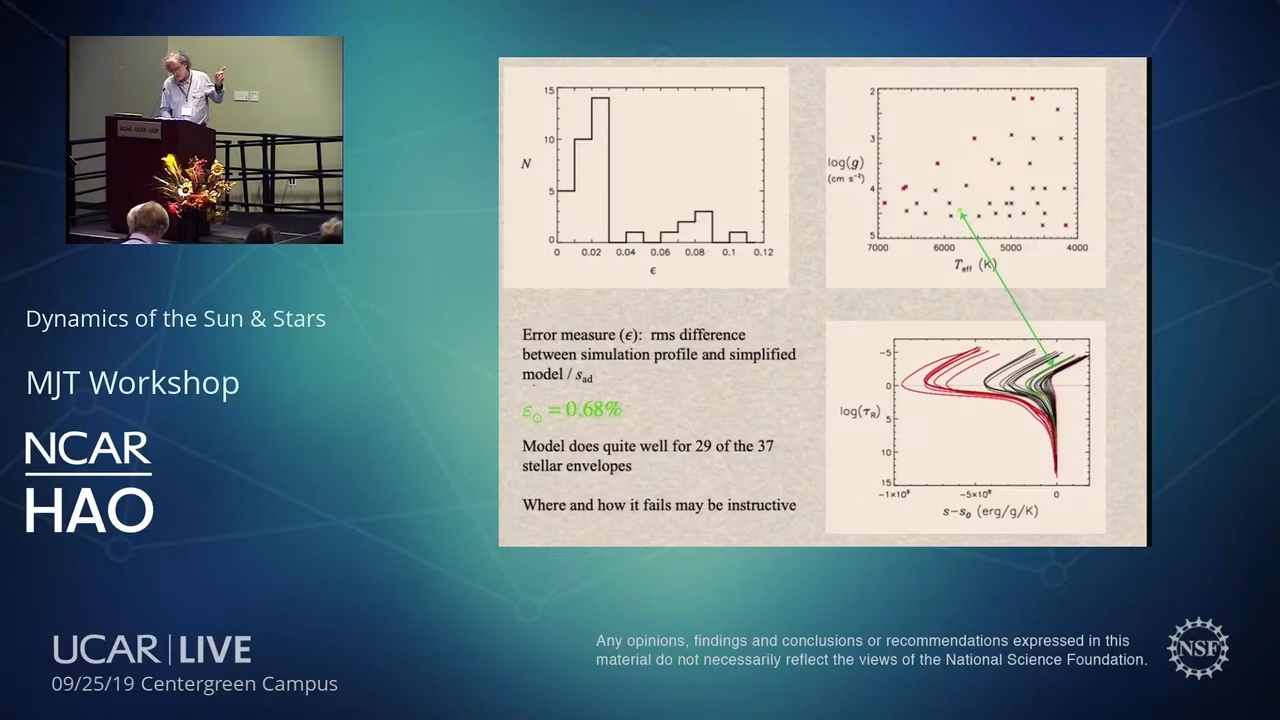 NCAR · UCAR · UCP
Dynamics of the Sun & Stars
MJT Workshop
NCAR
HAO
UCAR | LIVE
09/25/19 Centergreen Campus
15
10
5
0
N
0 0.02 0.04 0.06 0.08 0.1 0.12
ϵ
2
3
4
5
log(g)
(cm s⁻²)
7000 6000 5000 4000
T_eff (K)
Error measure (ϵ): rms difference
between simulation profile and simplified
model / s_ad
ε_⊙ = 0.68%
Model does quite well for 29 of the 37
stellar envelopes
Where and how it fails may be instructive
−5
0
5
10
15
log(τ_R)
−1×10⁹ −5×10⁸ 0
s−s₀ (erg/g/K)
Any opinions, findings and conclusions or recommendations expressed in this
material do not necessarily reflect the views of the National Science Foundation.
NSF